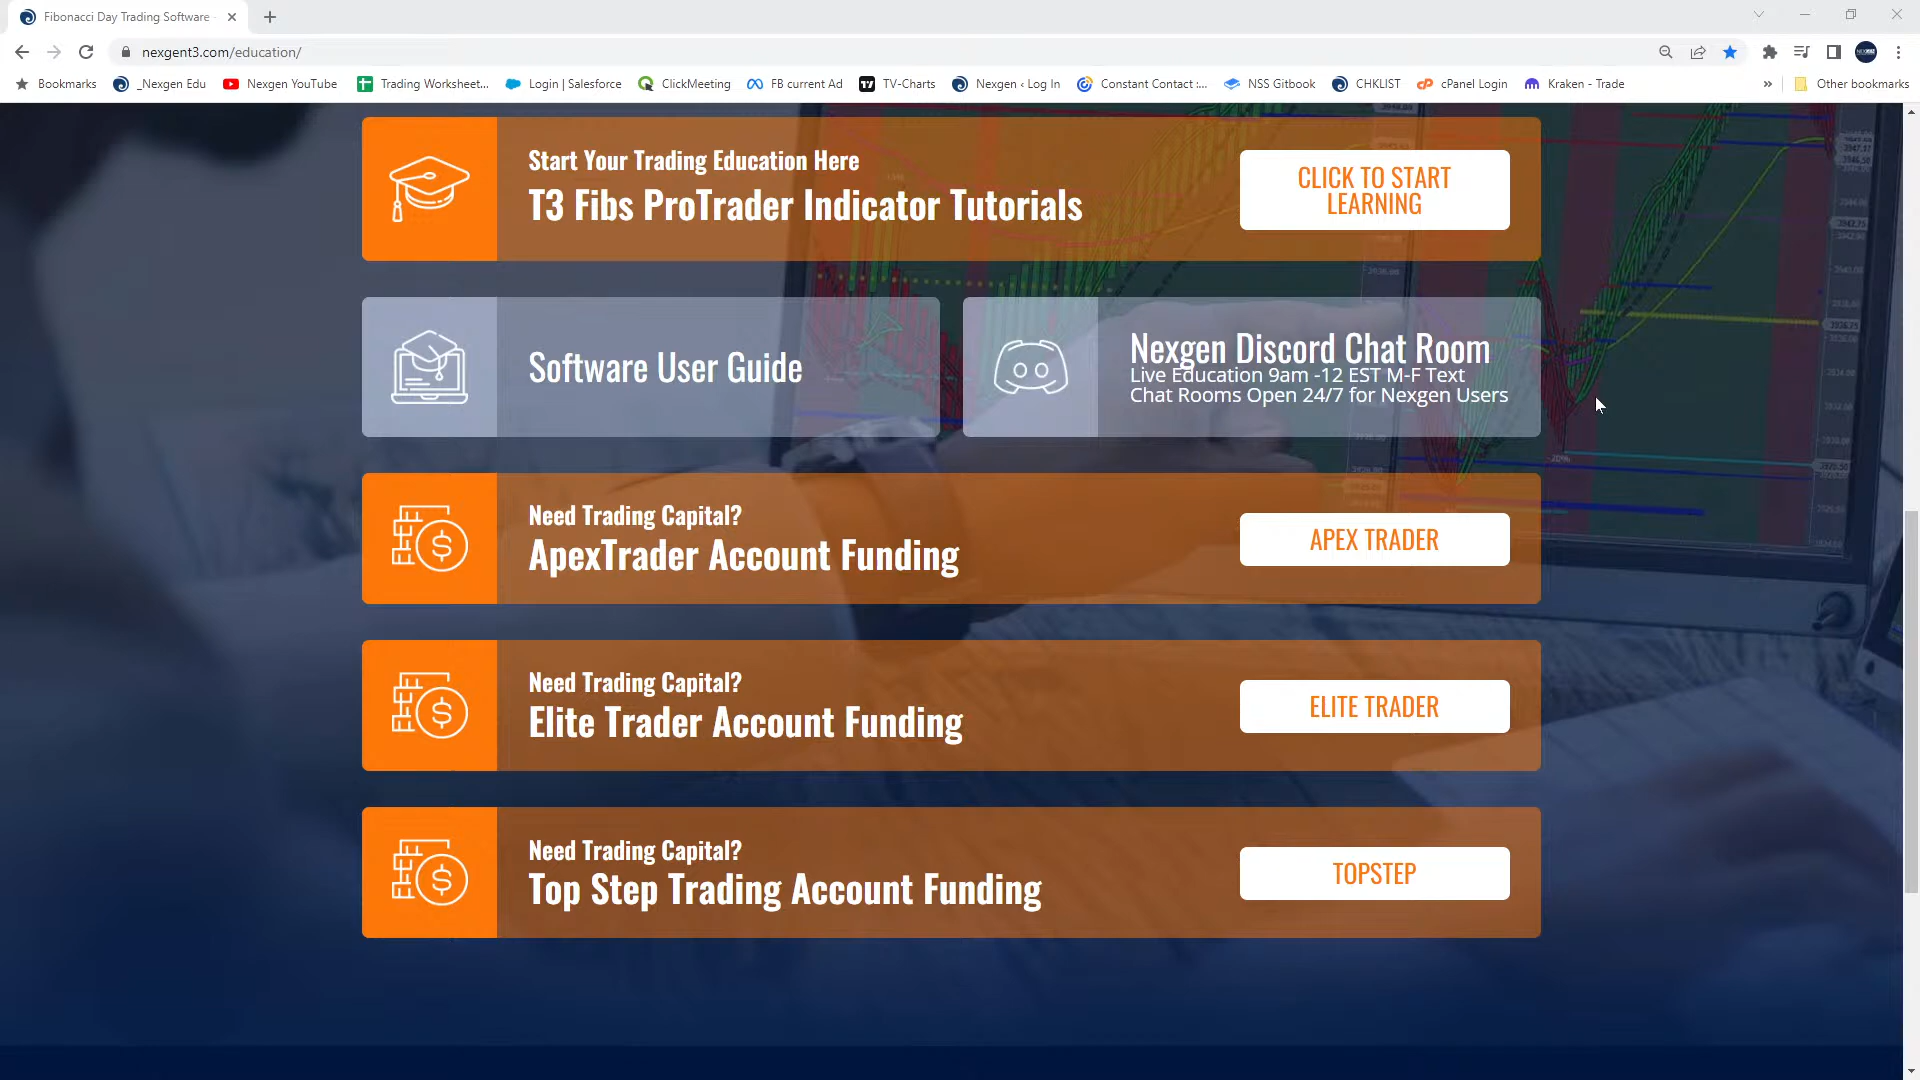 Fibonacci Day Trading Software
nexgent3.com/education/
Bookmarks
_Nexgen Edu
Nexgen YouTube
Trading Worksheet...
Login | Salesforce
ClickMeeting
FB current Ad
TV-Charts
Nexgen ‹ Log In
Constant Contact :...
NSS Gitbook
CHKLIST
cPanel Login
Kraken - Trade
»
Other bookmarks
Start Your Trading Education Here
T3 Fibs ProTrader Indicator Tutorials
CLICK TO START
LEARNING
Software User Guide
Nexgen Discord Chat Room
Live Education 9am -12 EST M-F Text
Chat Rooms Open 24/7 for Nexgen Users
Need Trading Capital?
ApexTrader Account Funding
APEX TRADER
Need Trading Capital?
Elite Trader Account Funding
ELITE TRADER
Need Trading Capital?
Top Step Trading Account Funding
TOPSTEP